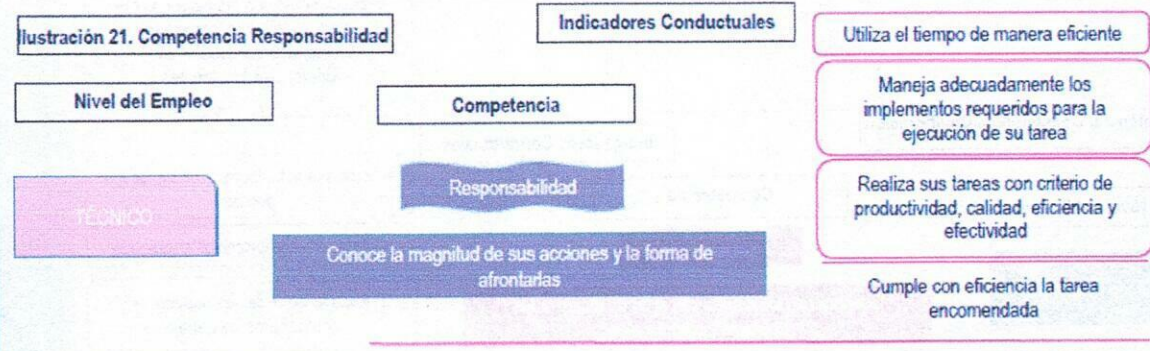 Ilustración 21. Competencia Responsabilidad
Indicadores Conductuales
Nivel del Empleo
Competencia
TÉCNICO
Responsabilidad
Conoce la magnitud de sus acciones y la forma de
afrontarlas
Utiliza el tiempo de manera eficiente
Maneja adecuadamente los
implementos requeridos para la
ejecución de su tarea
Realiza sus tareas con criterio de
productividad, calidad, eficiencia y
efectividad
Cumple con eficiencia la tarea
encomendada